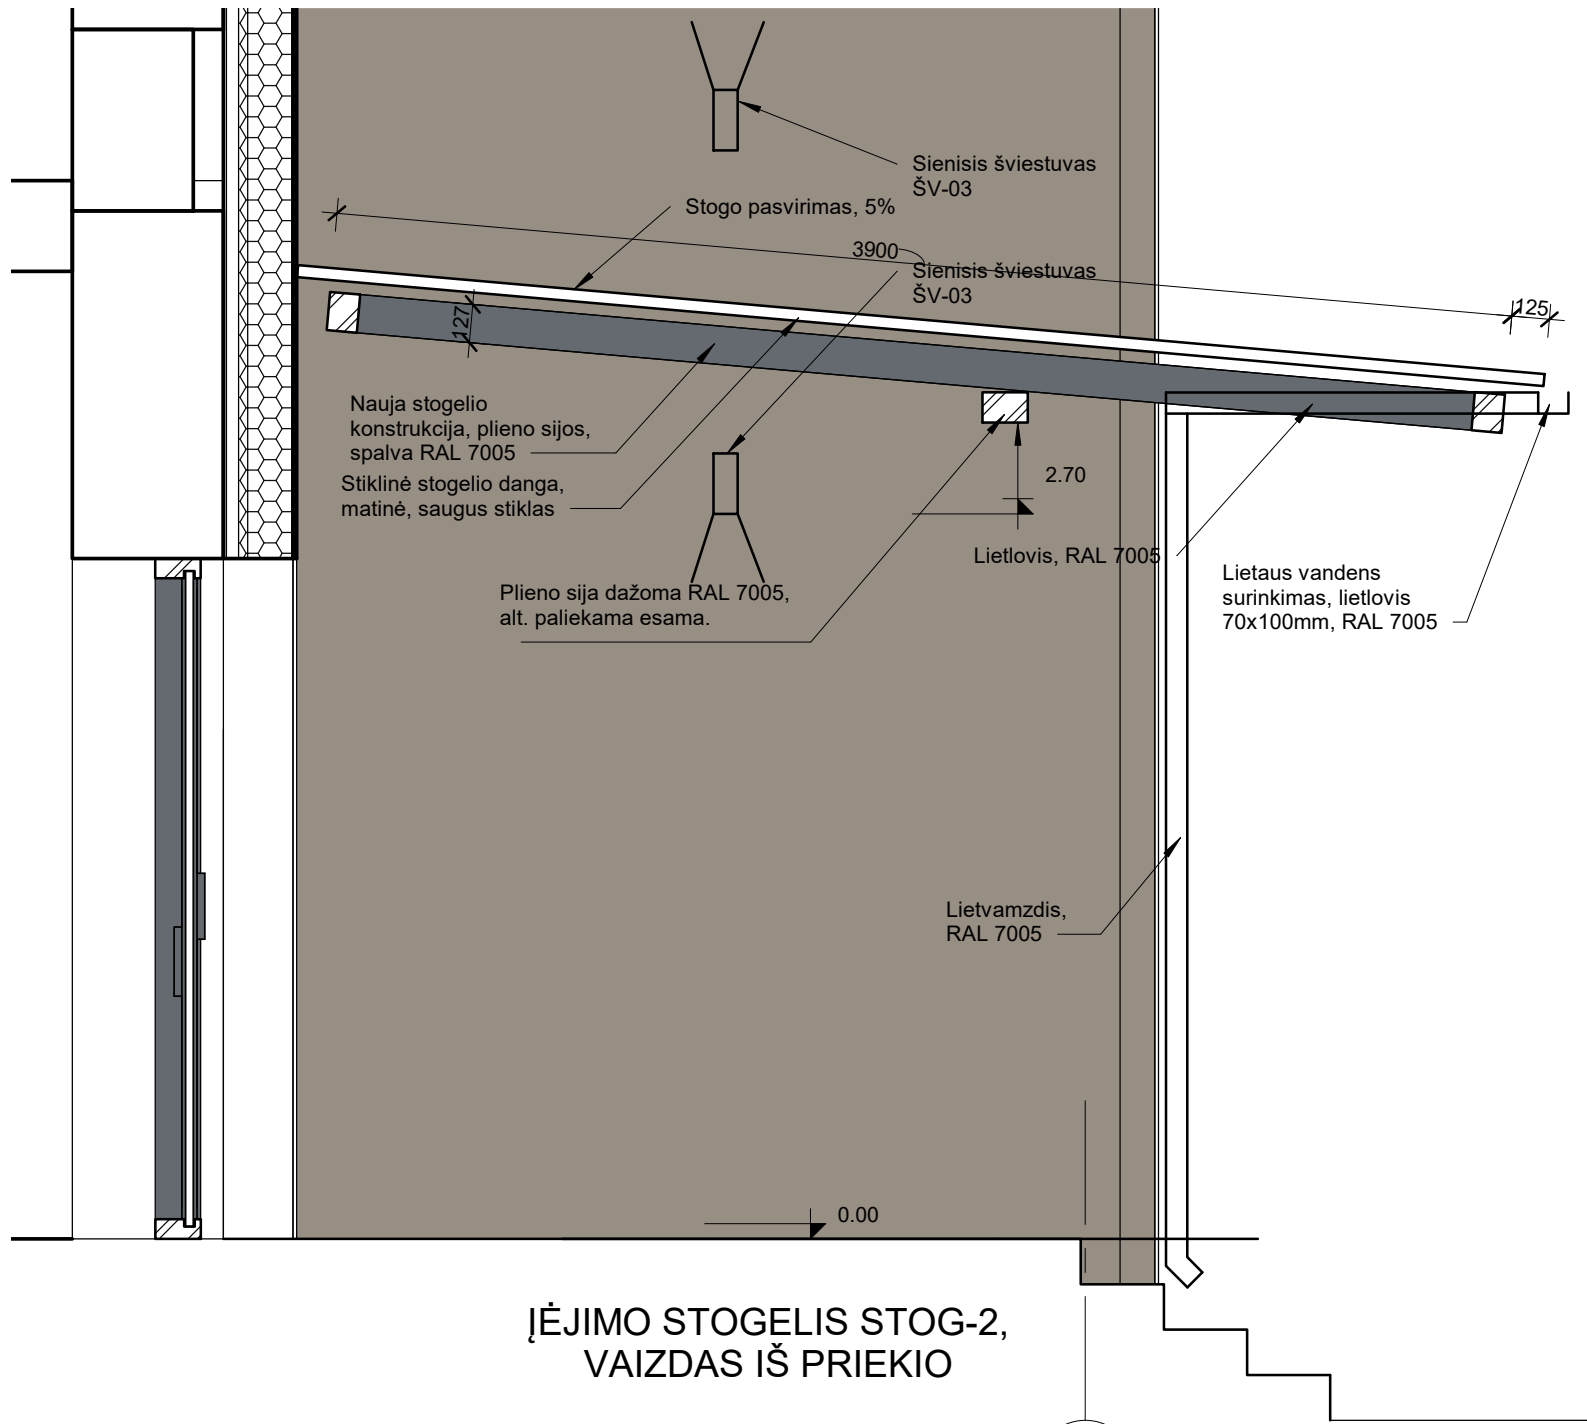 Sienisis šviestuvas
ŠV-03
Stogo pasvirimas, 5%
3900
Sienisis šviestuvas
ŠV-03
125
127
Nauja stogelio
konstrukcija, plieno sijos,
spalva RAL 7005
Stiklinė stogelio danga,
matinė, saugus stiklas
2.70
Lietlovis, RAL 7005
Lietaus vandens
surinkimas, lietlovis
70x100mm, RAL 7005
Plieno sija dažoma RAL 7005,
alt. paliekama esama.
Lietvamzdis,
RAL 7005
0.00
ĮĖJIMO STOGELIS STOG-2,
VAIZDAS IŠ PRIEKIO